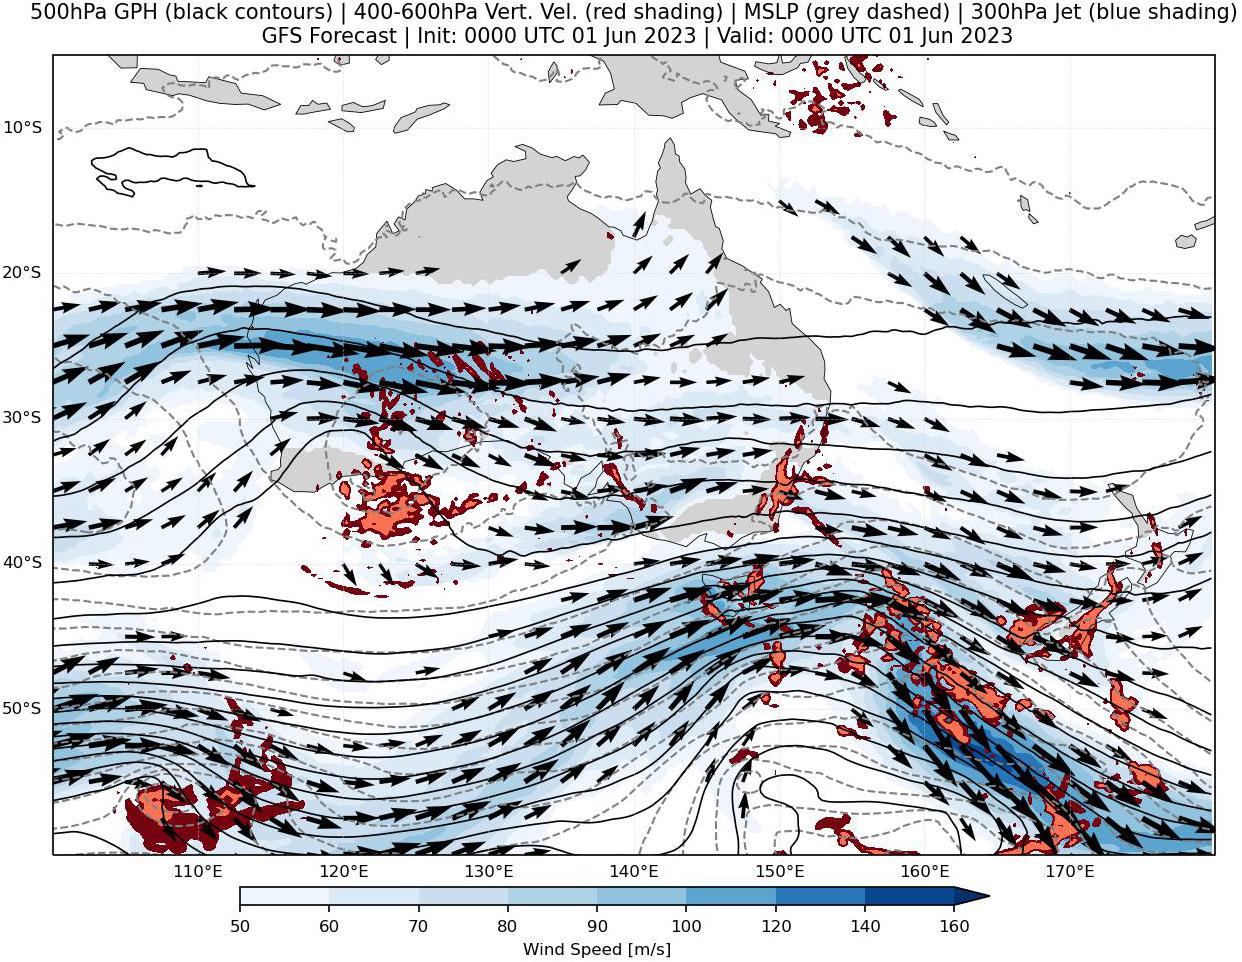 500hPa GPH (black contours) | 400-600hPa Vert. Vel. (red shading) | MSLP (grey dashed) | 300hPa Jet (blue shading)
GFS Forecast | Init: 0000 UTC 01 Jun 2023 | Valid: 0000 UTC 01 Jun 2023
10°S
20°S
30°S
40°S
50°S
110°E 120°E 130°E 140°E 150°E 160°E 170°E
50 60 70 80 90 100 120 140 160
Wind Speed [m/s]